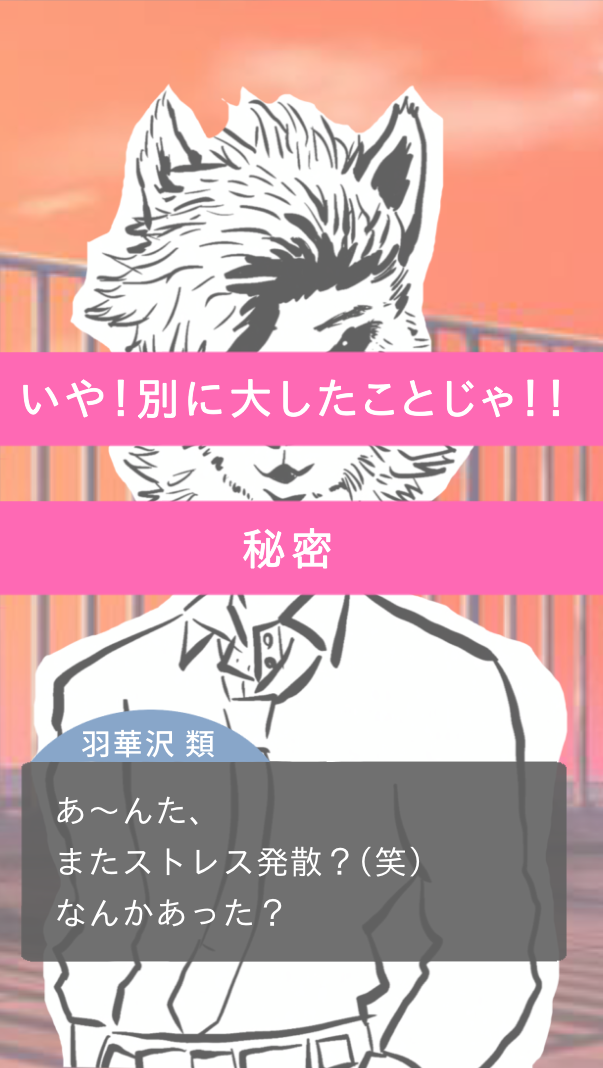 いや！別に大したことじゃ！！
秘密
羽華沢 類
あ～んた、
またストレス発散？（笑）
なんかあった？